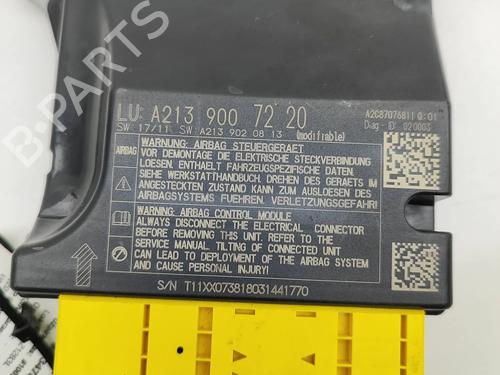 LU: A213 900 72 20
A2C87076811 Q:01
SW: 17/11 SW: A213 902 08 13 (modifiable)
Diag - ID: 020003
WARNUNG: AIRBAG STEUERGERAET
AIRBAG VOR DEMONTAGE DIE ELEKTRISCHE STECKVERBINDUNG
LOESEN. ENTHAELT FAHRZEUGSPEZIFISCHE DATEN.
SIEHE WERKSTATTHANDBUCH. DREHEN DES GERAETS IM
ANGESTECKTEN ZUSTAND KANN ZUM AUSLOESEN DES
AIRBAGSYSTEMS FUEHREN. VERLETZUNGSGEFAHR!
WARNING: AIRBAG CONTROL MODULE
ALWAYS DISCONNECT THE ELECTRICAL CONNECTOR
BEFORE REMOVING THIS UNIT. REFER TO THE
SERVICE MANUAL. TILTING OF CONNECTED UNIT
CAN LEAD TO DEPLOYMENT OF THE AIRBAG SYSTEM
AND CAUSE PERSONAL INJURY!
S/N T11XX073818031441770
B-PARTS